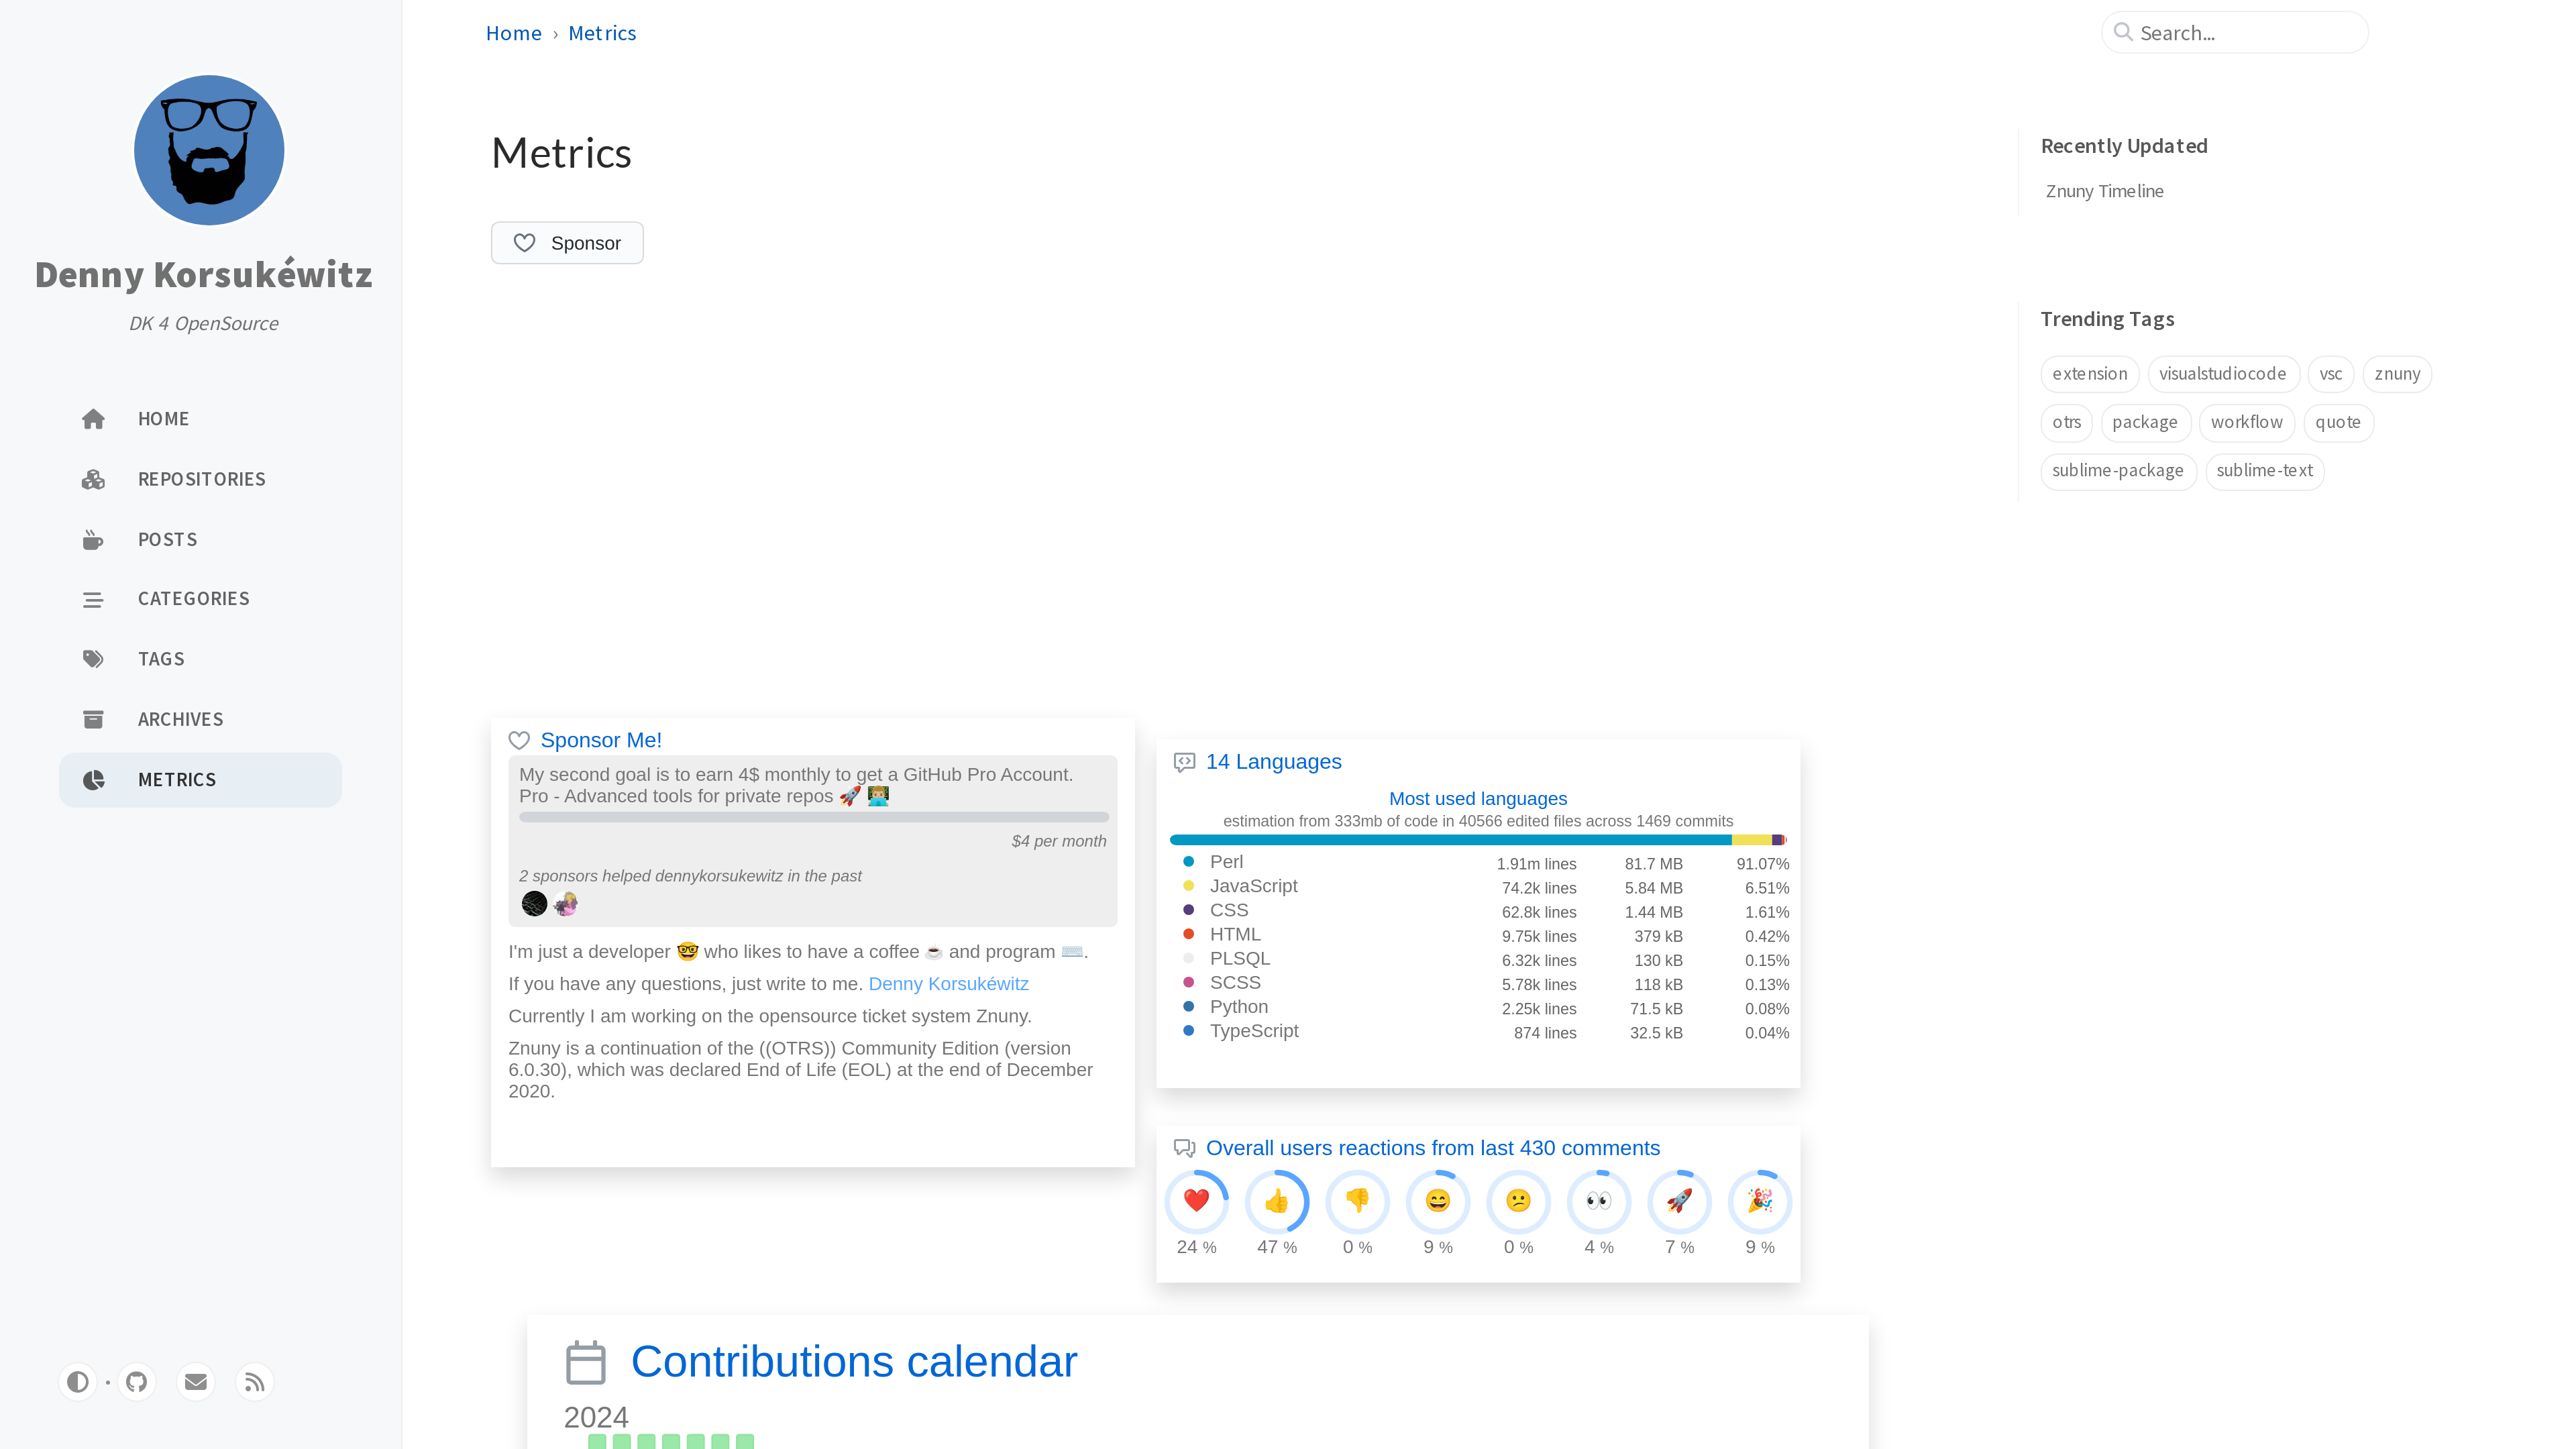 Denny Korsukéwitz
DK 4 OpenSource
HOME
REPOSITORIES
POSTS
CATEGORIES
TAGS
ARCHIVES
METRICS
Home › Metrics
Search...
Metrics
Sponsor
Recently Updated
Znuny Timeline
Trending Tags
extension visualstudiocode vsc znuny
otrs package workflow quote
sublime-package sublime-text
Sponsor Me!
My second goal is to earn 4$ monthly to get a GitHub Pro Account.
Pro - Advanced tools for private repos 🚀 👨🏼‍💻
$4 per month
2 sponsors helped dennykorsukewitz in the past
I'm just a developer 🤓 who likes to have a coffee ☕ and program ⌨️.
If you have any questions, just write to me. Denny Korsukéwitz
Currently I am working on the opensource ticket system Znuny.
Znuny is a continuation of the ((OTRS)) Community Edition (version
6.0.30), which was declared End of Life (EOL) at the end of December
2020.
14 Languages
Most used languages
estimation from 333mb of code in 40566 edited files across 1469 commits
Perl 1.91m lines 81.7 MB 91.07%
JavaScript 74.2k lines 5.84 MB 6.51%
CSS 62.8k lines 1.44 MB 1.61%
HTML 9.75k lines 379 kB 0.42%
PLSQL 6.32k lines 130 kB 0.15%
SCSS 5.78k lines 118 kB 0.13%
Python 2.25k lines 71.5 kB 0.08%
TypeScript 874 lines 32.5 kB 0.04%
Overall users reactions from last 430 comments
24 % 47 % 0 % 9 % 0 % 4 % 7 % 9 %
Contributions calendar
2024